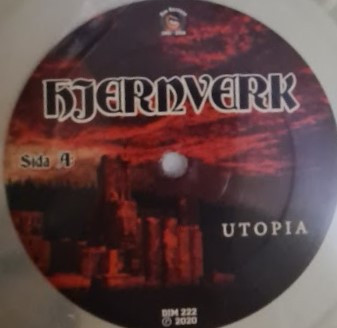 HJERNVERK
Sida A
UTOPIA
DIM 222
℗ 2020